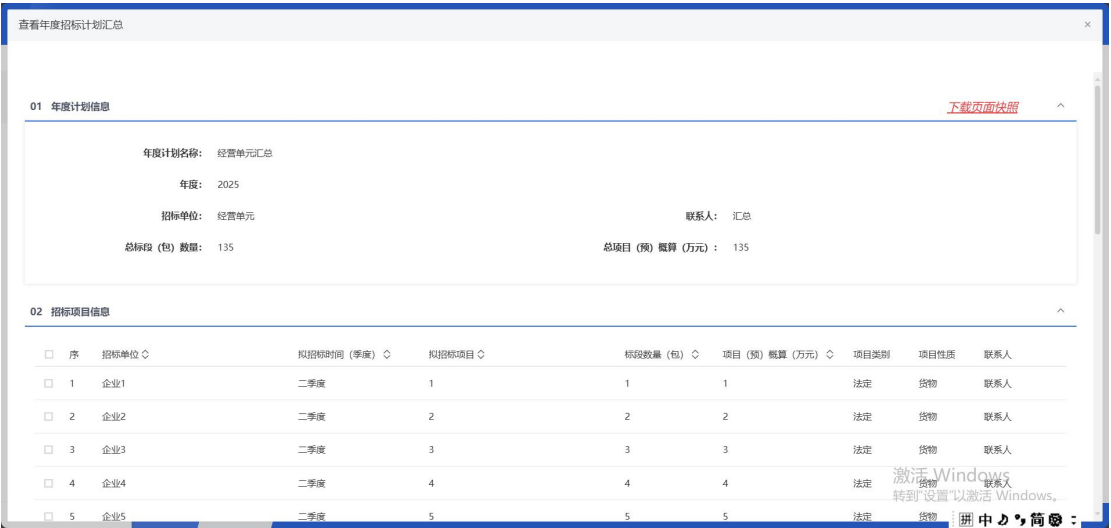 查看年度招标计划汇总 ×
01 年度计划信息 下载页面快照
年度计划名称： 经营单元汇总
年度： 2025
招标单位： 经营单元 联系人： 汇总
总标段（包）数量： 135 总项目（预）概算（万元）： 135
02 招标项目信息
序 招标单位 拟招标时间（季度） 拟招标项目 标段数量（包） 项目（预）概算（万元） 项目类别 项目性质 联系人
1 企业1 二季度 1 1 1 法定 货物 联系人
2 企业2 二季度 2 2 2 法定 货物 联系人
3 企业3 二季度 3 3 3 法定 货物 联系人
4 企业4 二季度 4 4 4 法定 货物 联系人
激活 Windows
转到"设置"以激活 Windows。
5 企业5 二季度 5 5 5 法定 货物
拼 中 简